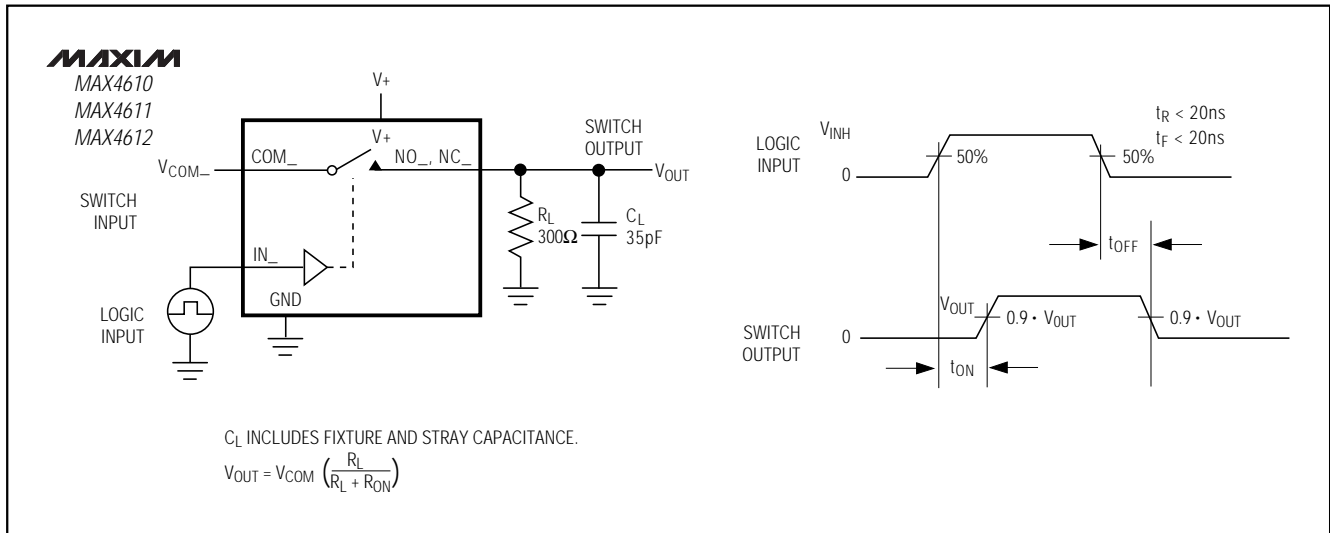 MAXIM
MAX4610
MAX4611
MAX4612
V+
V+
SWITCH
OUTPUT
COM_
NO_, NC_
VCOM_
VOUT
SWITCH
INPUT
RL
300Ω
CL
35pF
IN_
GND
LOGIC
INPUT
CL INCLUDES FIXTURE AND STRAY CAPACITANCE.
VOUT = VCOM (RL / RL + RON)
tR < 20ns
tF < 20ns
LOGIC
INPUT
VINH
50%
50%
0
tOFF
VOUT
0.9 · VOUT
0.9 · VOUT
SWITCH
OUTPUT
0
tON